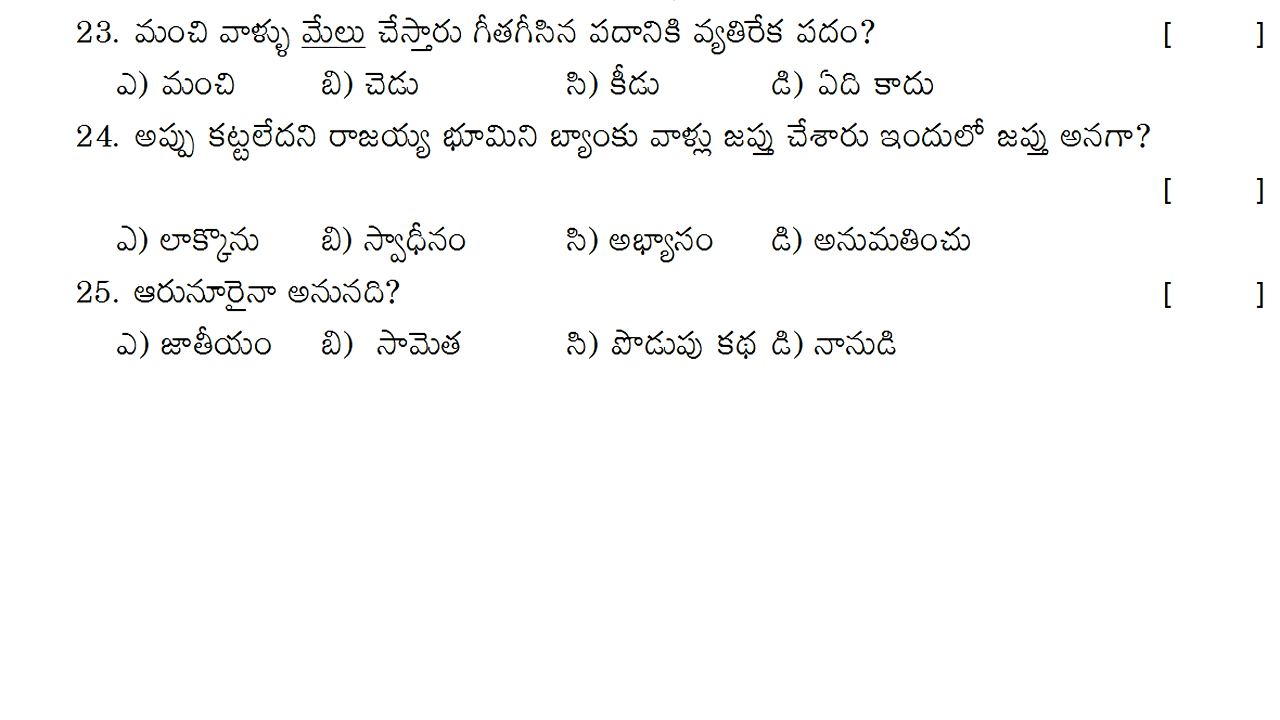 23. మంచి వాళ్ళు మేలు చేస్తారు గీతగీసిన పదానికి వ్యతిరేక పదం? [ ]
ఎ) మంచి బి) చెడు సి) కీడు డి) ఏది కాదు
24. అప్పు కట్టలేదని రాజయ్య భూమిని బ్యాంకు వాళ్లు జప్తు చేశారు ఇందులో జప్తు అనగా?
[ ]
ఎ) లాక్కొను బి) స్వాధీనం సి) అభ్యాసం డి) అనుమతించు
25. ఆరునూరైనా అనునది? [ ]
ఎ) జాతీయం బి) సామెత సి) పొడుపు కథ డి) నానుడి